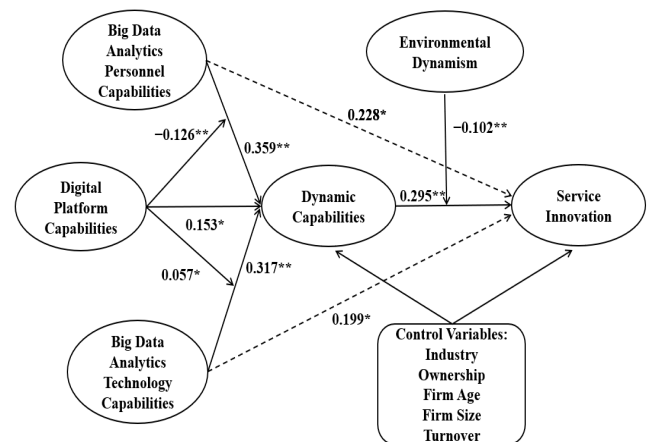 Big Data
Analytics
Personnel
Capabilities
Environmental
Dynamism
0.228*
−0.126**
−0.102**
0.359**
Digital
Platform
Capabilities
Dynamic
Capabilities
0.295**
Service
Innovation
0.153*
0.057*
0.317**
0.199*
Big Data
Analytics
Technology
Capabilities
Control Variables:
Industry
Ownership
Firm Age
Firm Size
Turnover